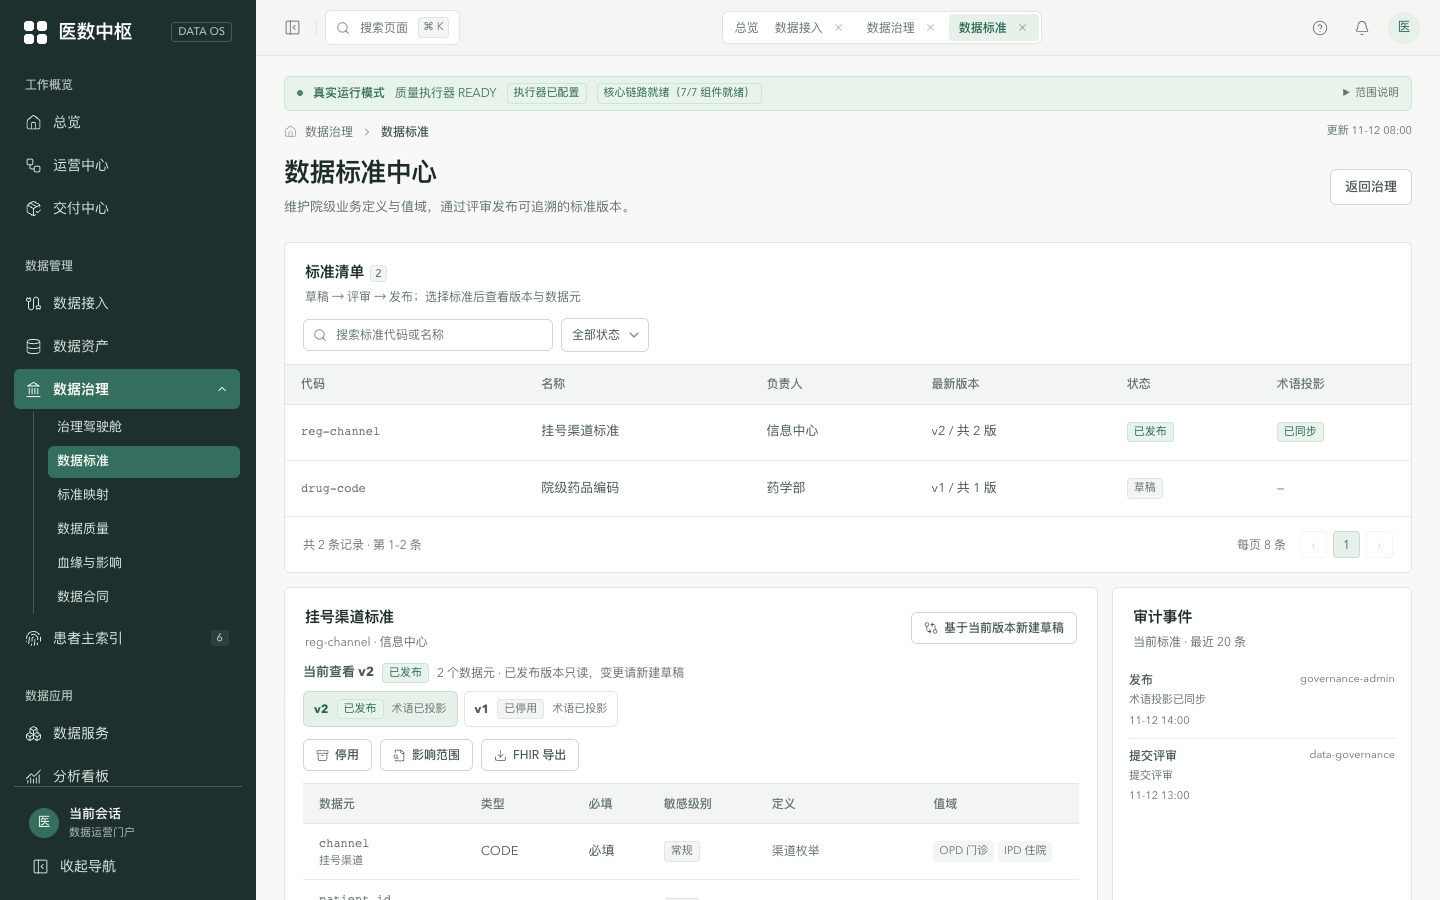 医数中枢 DATA OS
工作概览
总览
运营中心
交付中心
数据管理
数据接入
数据资产
数据治理
治理驾驶舱
数据标准
标准映射
数据质量
血缘与影响
数据合同
患者主索引 6
数据应用
数据服务
分析看板
医 当前会话
数据运营门户
收起导航
搜索页面 ⌘ K
总览 数据接入 × 数据治理 × 数据标准 ×
医
真实运行模式 质量执行器 READY 执行器已配置 核心链路就绪（7/7 组件就绪） ▶ 范围说明
数据治理 › 数据标准
更新 11-12 08:00
数据标准中心
维护院级业务定义与值域，通过评审发布可追溯的标准版本。
返回治理
标准清单 2
草稿 → 评审 → 发布；选择标准后查看版本与数据元
搜索标准代码或名称 全部状态
代码 名称 负责人 最新版本 状态 术语投影
reg-channel 挂号渠道标准 信息中心 v2 / 共 2 版 已发布 已同步
drug-code 院级药品编码 药学部 v1 / 共 1 版 草稿 —
共 2 条记录 · 第 1-2 条 每页 8 条 ‹ 1 ›
挂号渠道标准
reg-channel · 信息中心
基于当前版本新建草稿
当前查看 v2 已发布 2 个数据元 · 已发布版本只读，变更请新建草稿
v2 已发布 术语已投影 v1 已停用 术语已投影
停用 影响范围 FHIR 导出
数据元 类型 必填 敏感级别 定义 值域
channel
挂号渠道
CODE 必填 常规 渠道枚举 OPD 门诊 IPD 住院
patient_id
审计事件
当前标准 · 最近 20 条
发布 governance-admin
术语投影已同步
11-12 14:00
提交评审 data-governance
提交评审
11-12 13:00